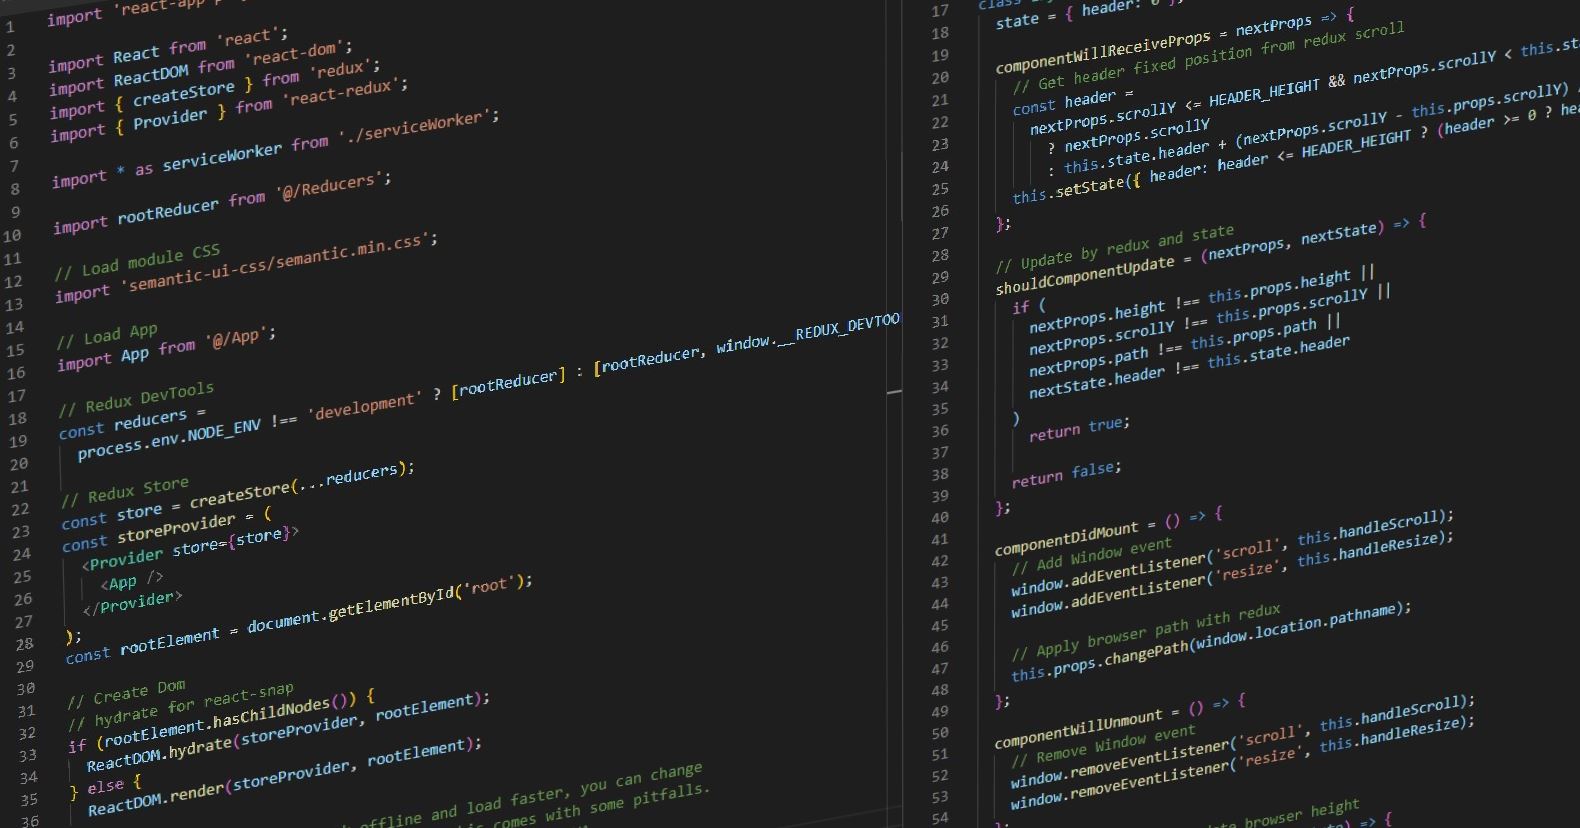 1
import 'react-app-p
2
3 import React from 'react';
4 import ReactDOM from 'react-dom';
5 import { createStore } from 'redux';
6 import { Provider } from 'react-redux';
7
8 import * as serviceWorker from './serviceWorker';
9
10 import rootReducer from '@/Reducers';
11
12 // Load module CSS
13 import 'semantic-ui-css/semantic.min.css';
14
15 // Load App
16 import App from '@/App';
17
18 // Redux DevTools
19 const reducers =
20 process.env.NODE_ENV !== 'development' ? [rootReducer] : [rootReducer, window.__REDUX_DEVTOO
21
22 // Redux Store
23 const store = createStore(...reducers);
24 const storeProvider = (
25 <Provider store={store}>
26 <App />
27 </Provider>
28 );
29 const rootElement = document.getElementById('root');
30
31 // Create Dom
32 // hydrate for react-snap
33 if (rootElement.hasChildNodes()) {
34 ReactDOM.hydrate(storeProvider, rootElement);
35 } else {
36 ReactDOM.render(storeProvider, rootElement);
offline and load faster, you can change
comes with some pitfalls.
17 class
18 state = { header: 0 };
19
20 componentWillReceiveProps = nextProps => {
21 // Get header fixed position from redux scroll
22 const header =
23 nextProps.scrollY <= HEADER_HEIGHT && nextProps.scrollY < this.st
24 ? nextProps.scrollY
25 : this.state.header + (nextProps.scrollY - this.props.scrollY)
26 this.setState({ header: header <= HEADER_HEIGHT ? (header >= 0 ? hea
27 };
28
29 // Update by redux and state
30 shouldComponentUpdate = (nextProps, nextState) => {
31 if (
32 nextProps.height !== this.props.height ||
33 nextProps.scrollY !== this.props.scrollY ||
34 nextProps.path !== this.props.path ||
35 nextState.header !== this.state.header
36 )
37 return true;
38
39 return false;
40 };
41
42 componentDidMount = () => {
43 // Add Window event
44 window.addEventListener('scroll', this.handleScroll);
45 window.addEventListener('resize', this.handleResize);
46
47 // Apply browser path with redux
48 this.props.changePath(window.location.pathname);
49 };
50
51 componentWillUnmount = () => {
52 // Remove Window event
53 window.removeEventListener('scroll', this.handleScroll);
54 window.removeEventListener('resize', this.handleResize);
};
browser height
=> {